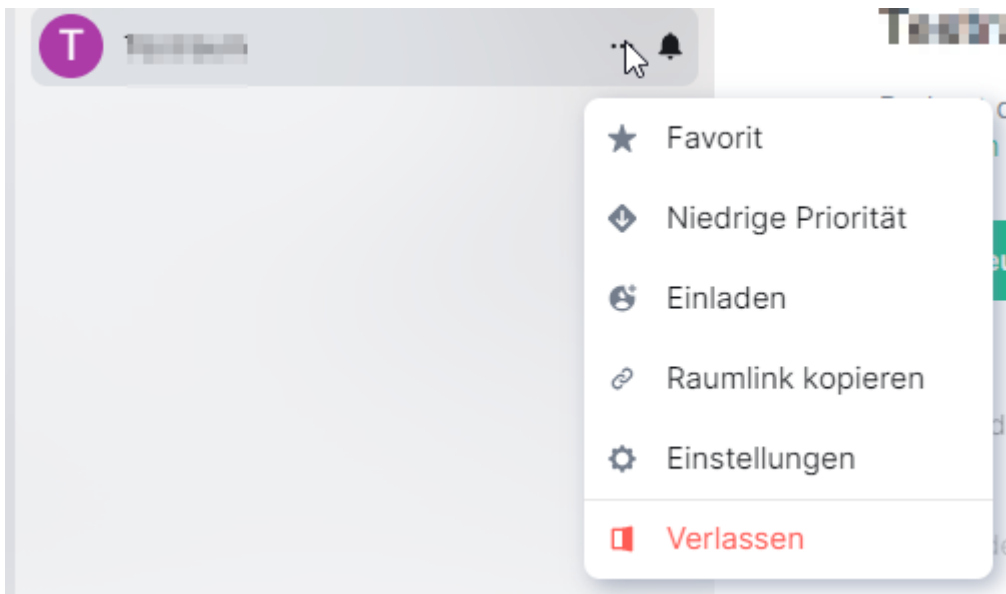 T
Favorit
Niedrige Priorität
Einladen
Raumlink kopieren
Einstellungen
Verlassen